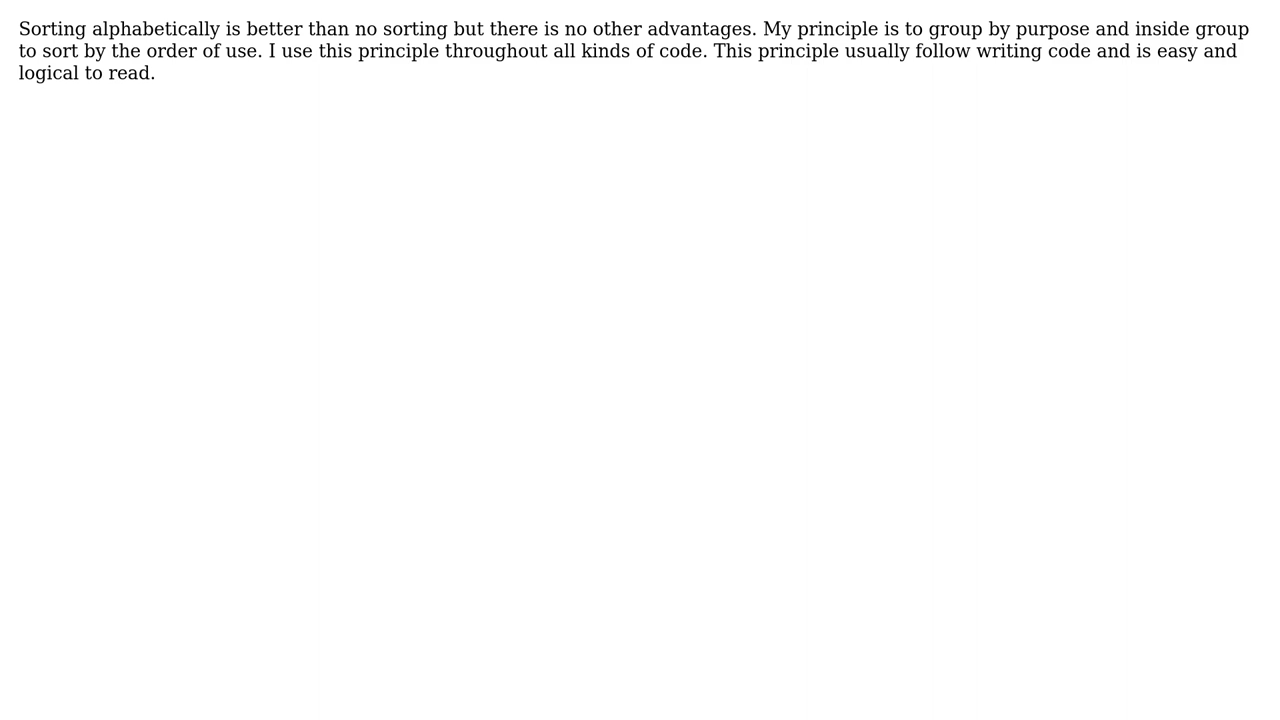 Sorting alphabetically is better than no sorting but there is no other advantages. My principle is to group by purpose and inside group
to sort by the order of use. I use this principle throughout all kinds of code. This principle usually follow writing code and is easy and
logical to read.